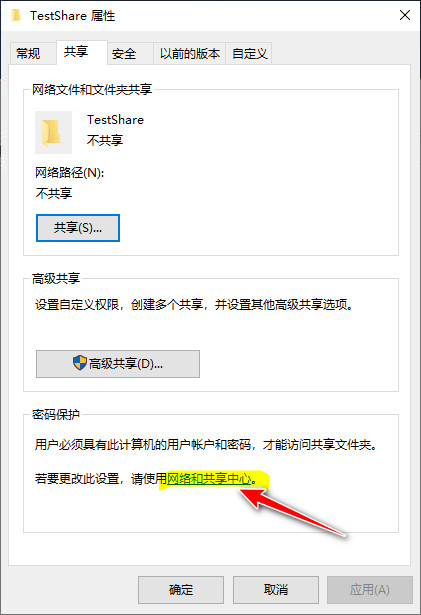 TestShare 属性
常规 共享 安全 以前的版本 自定义
网络文件和文件夹共享
TestShare
不共享
网络路径(N):
不共享
共享(S)...
高级共享
设置自定义权限，创建多个共享，并设置其他高级共享选项。
高级共享(D)...
密码保护
用户必须具有此计算机的用户帐户和密码，才能访问共享文件夹。
若要更改此设置，请使用网络和共享中心。
确定 取消 应用(A)